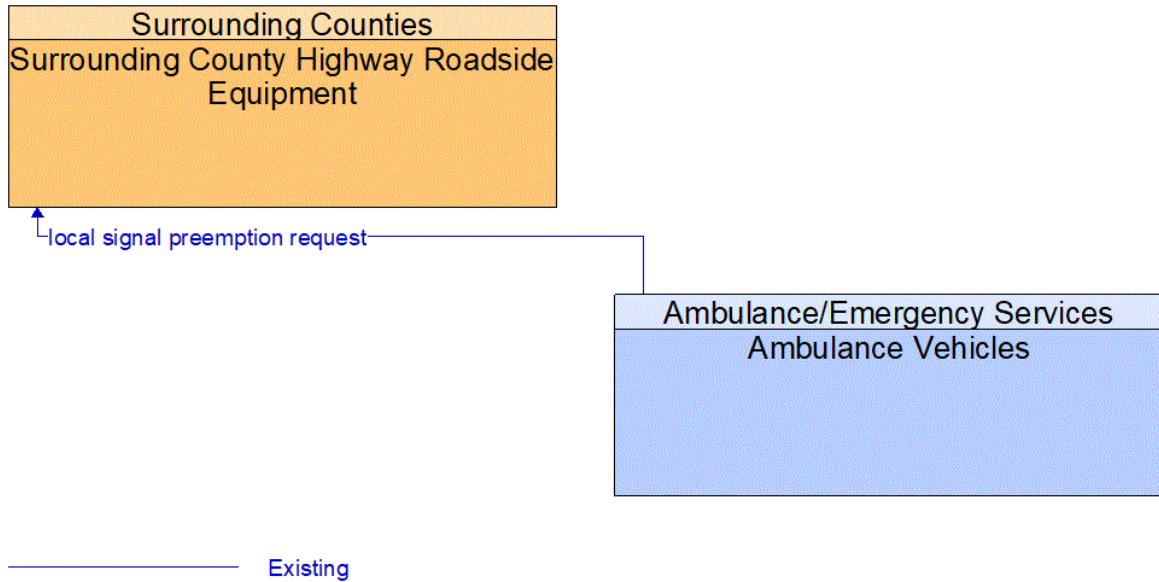 Surrounding Counties
Surrounding County Highway Roadside
Equipment
local signal preemption request
Ambulance/Emergency Services
Ambulance Vehicles
Existing